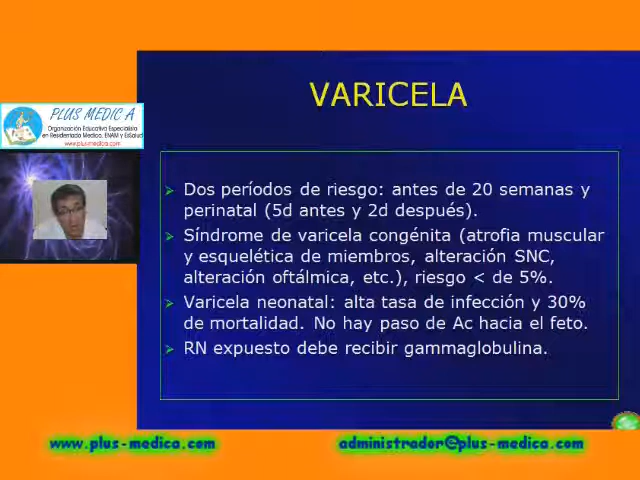 VARICELA
PLUS MEDIC A
Organización Educativa Especialista
en Residentado Medico, ENAM y EsSalud
www.plus-medica.com
Dos períodos de riesgo: antes de 20 semanas y
perinatal (5d antes y 2d después).
Síndrome de varicela congénita (atrofia muscular
y esquelética de miembros, alteración SNC,
alteración oftálmica, etc.), riesgo < de 5%.
Varicela neonatal: alta tasa de infección y 30%
de mortalidad. No hay paso de Ac hacia el feto.
RN expuesto debe recibir gammaglobulina.
www.plus-medica.com
administrador@plus-medica.com